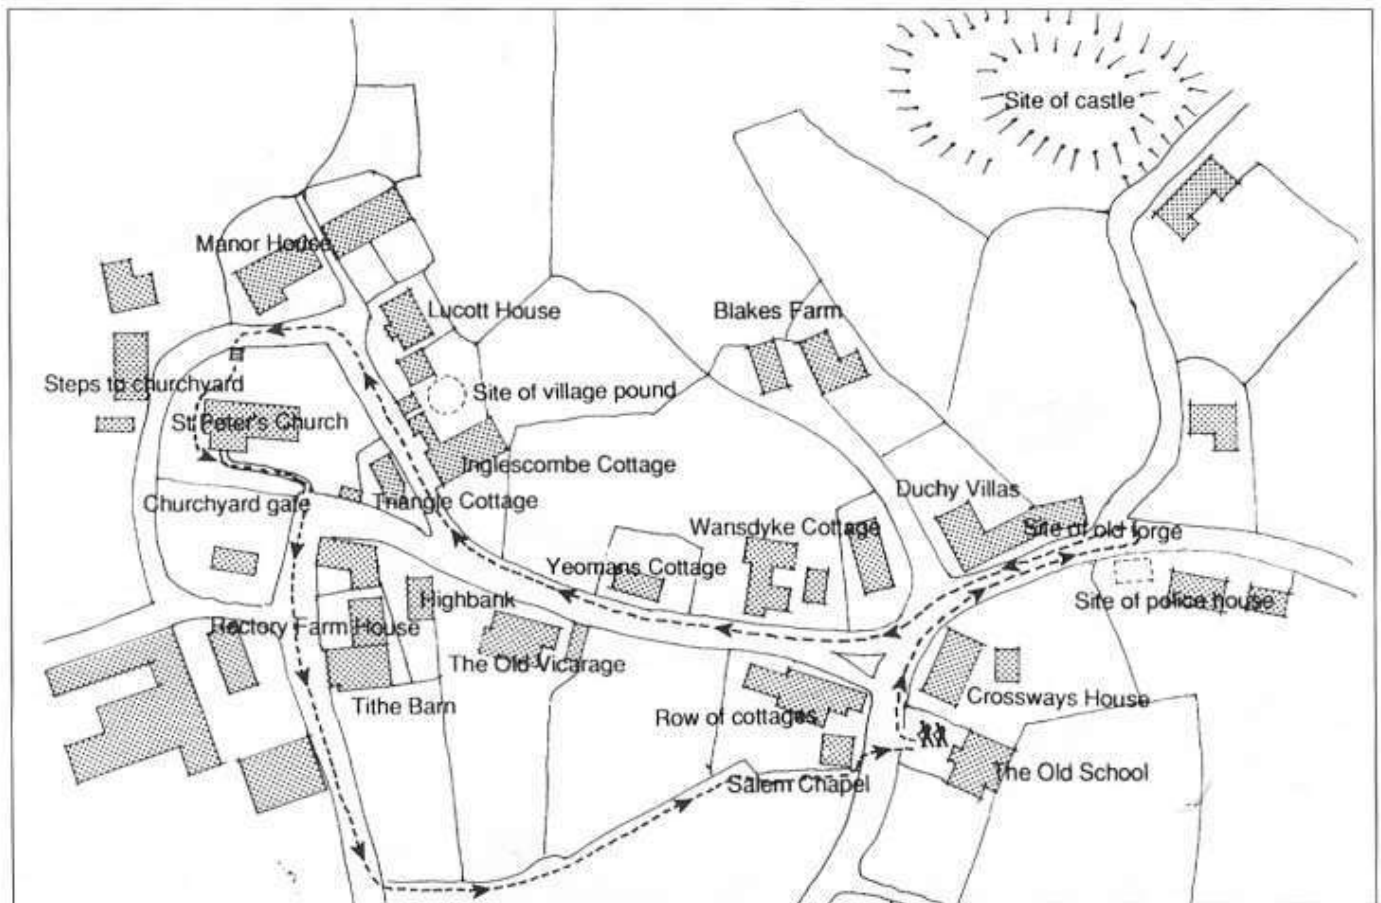 Site of castle
Manor House
Lucott House
Blakes Farm
Steps to churchyard
Site of village pound
St Peter's Church
Inglescombe Cottage
Churchyard gate
Triangle Cottage
Duchy Villas
Wansdyke Cottage
Site of old forge
Yeomans Cottage
Highbank
Site of police house
Rectory Farm House
The Old Vicarage
Tithe Barn
Crossways House
Row of cottages
Salem Chapel
The Old School